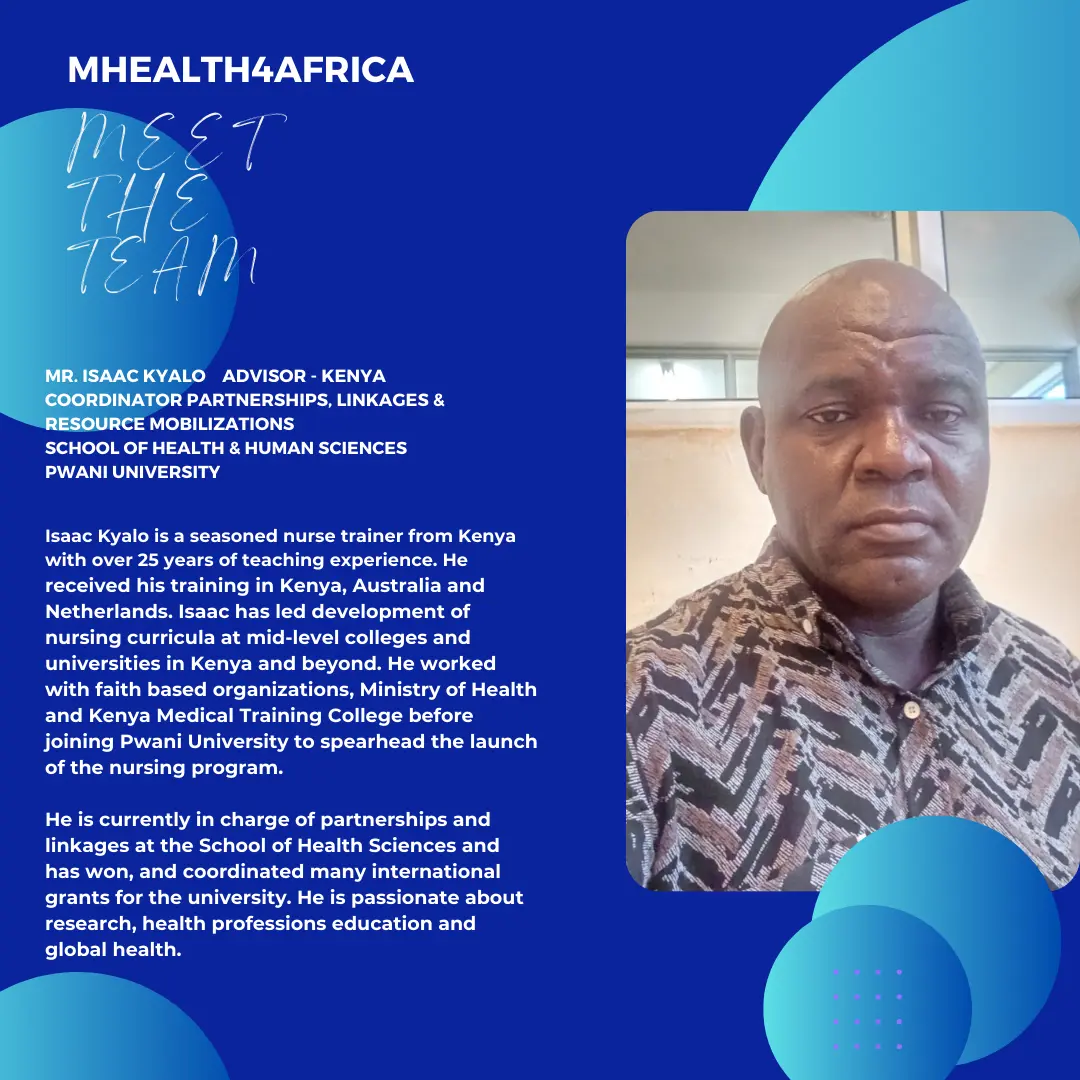 MHEALTH4AFRICA
MEET
THE
TEAM
MR. ISAAC KYALO ADVISOR - KENYA
COORDINATOR PARTNERSHIPS, LINKAGES &
RESOURCE MOBILIZATIONS
SCHOOL OF HEALTH & HUMAN SCIENCES
PWANI UNIVERSITY
Isaac Kyalo is a seasoned nurse trainer from Kenya
with over 25 years of teaching experience. He
received his training in Kenya, Australia and
Netherlands. Isaac has led development of
nursing curricula at mid-level colleges and
universities in Kenya and beyond. He worked
with faith based organizations, Ministry of Health
and Kenya Medical Training College before
joining Pwani University to spearhead the launch
of the nursing program.
He is currently in charge of partnerships and
linkages at the School of Health Sciences and
has won, and coordinated many international
grants for the university. He is passionate about
research, health professions education and
global health.